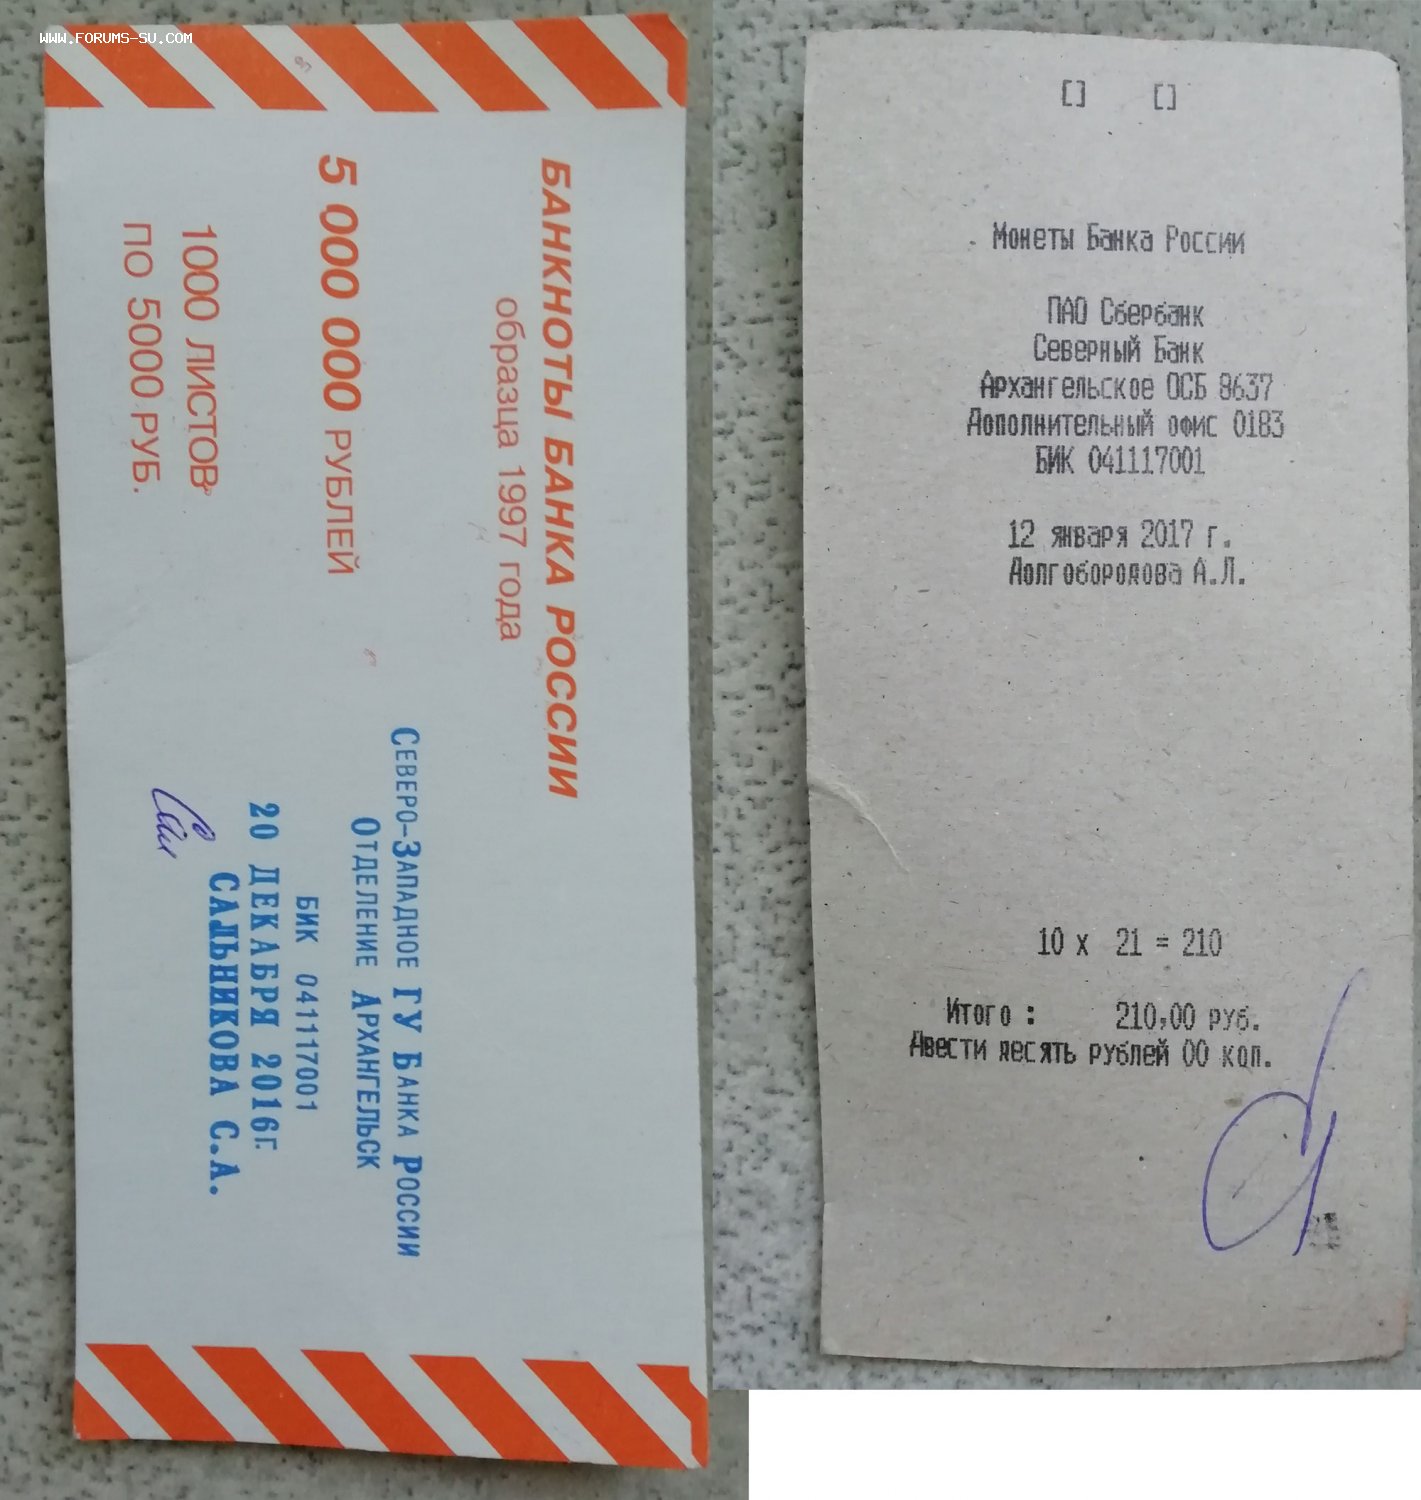 WWW.FORUMS-SU.COM
БАНКНОТЫ БАНКА РОССИИ
образца 1997 года
5 000 000 РУБЛЕЙ
1000 ЛИСТОВ
ПО 5000 РУБ.
СЕВЕРО-ЗАПАДНОЕ ГУ БАНКА РОССИИ
ОТДЕЛЕНИЕ АРХАНГЕЛЬСК
БИК 041117001
20 ДЕКАБРЯ 2016г.
САЛЬНИКОВА С.А.
[] []
Монеты Банка России
ПАО Сбербанк
Северный Банк
Архангельское ОСБ 8637
Дополнительный офис 0183
БИК 041117001
12 января 2017 г.
Долгобородова А.Л.
10 x 21 = 210
Итого : 210,00 руб.
Двести десять рублей 00 коп.